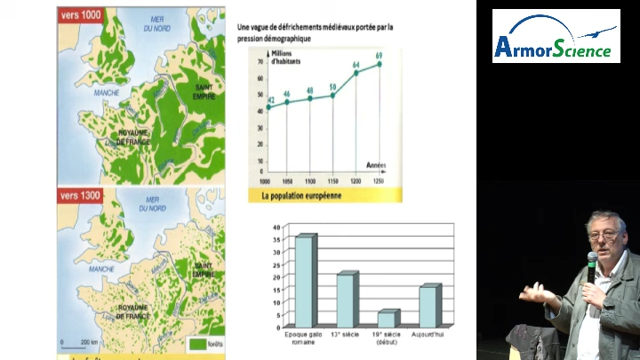 vers 1000
MER
DU NORD
MANCHE
SAINT
EMPIRE
ROYAUME
DE FRANCE
vers 1300
MER
DU NORD
MANCHE
SAINT
EMPIRE
ROYAUME
DE FRANCE
0 200 km
forêts
Une vague de défrichements médiévaux portée par la
pression démographique
Millions
d'habitants
70
60
50
40
30
20
10
0
42
46
48
50
64
69
Années
1000 1050 1100 1150 1200 1250
La population européenne
40
35
30
25
20
15
10
5
0
Epoque gallo
romaine
13° siècle
19° siècle
(début)
Aujourd'hui
ARMORSCIENCE